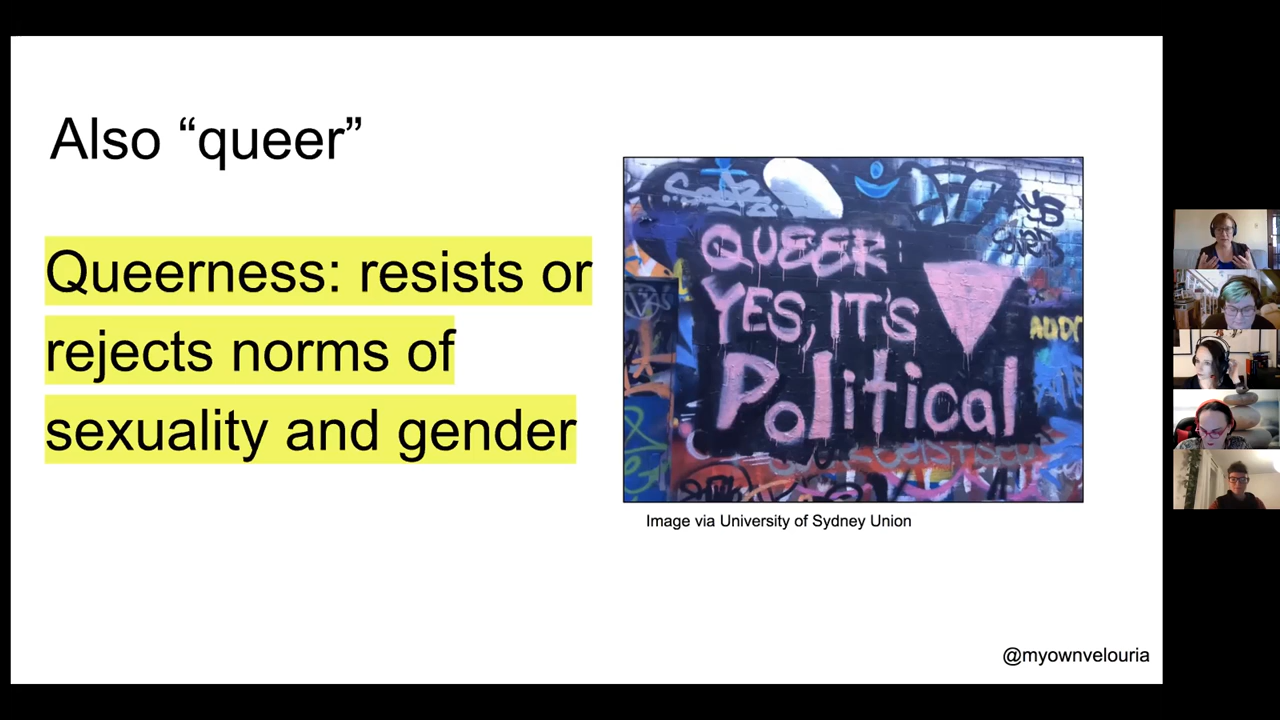 Also “queer”
Queerness: resists or
rejects norms of
sexuality and gender
QUEER:
YES, IT'S
Political
Image via University of Sydney Union
@myownvelouria